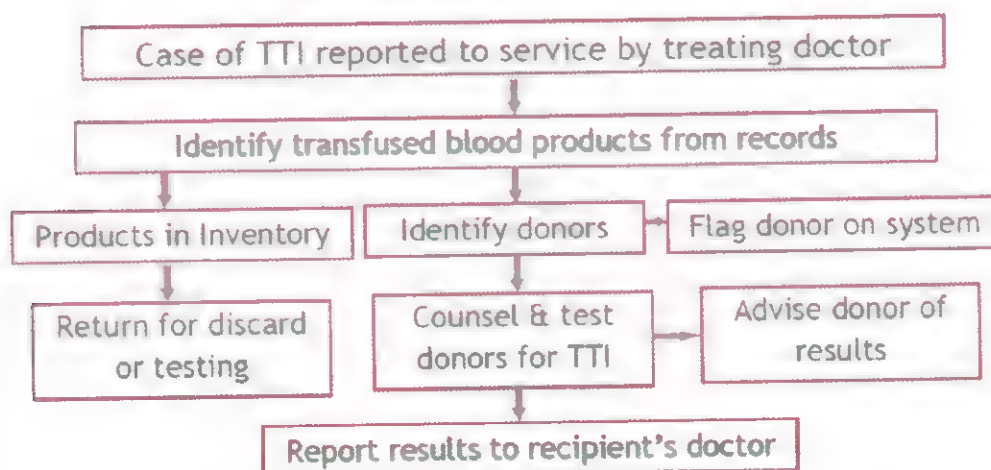 Case of TTI reported to service by treating doctor
Identify transfused blood products from records
Products in Inventory
Identify donors
Flag donor on system
Return for discard
or testing
Counsel & test
donors for TTI
Advise donor of
results
Report results to recipient's doctor